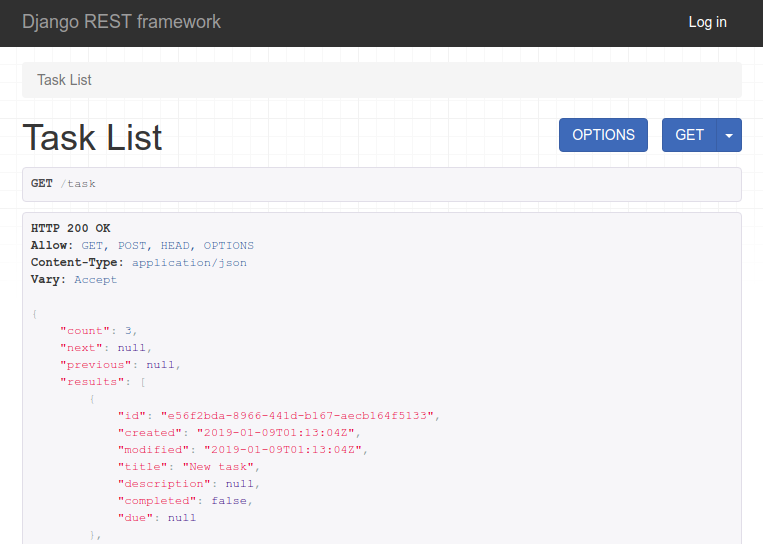 Django REST framework Log in
Task List
Task List OPTIONS GET
GET /task
HTTP 200 OK
Allow: GET, POST, HEAD, OPTIONS
Content-Type: application/json
Vary: Accept
{
"count": 3,
"next": null,
"previous": null,
"results": [
{
"id": "e56f2bda-8966-441d-b167-aecb164f5133",
"created": "2019-01-09T01:13:04Z",
"modified": "2019-01-09T01:13:04Z",
"title": "New task",
"description": null,
"completed": false,
"due": null
},